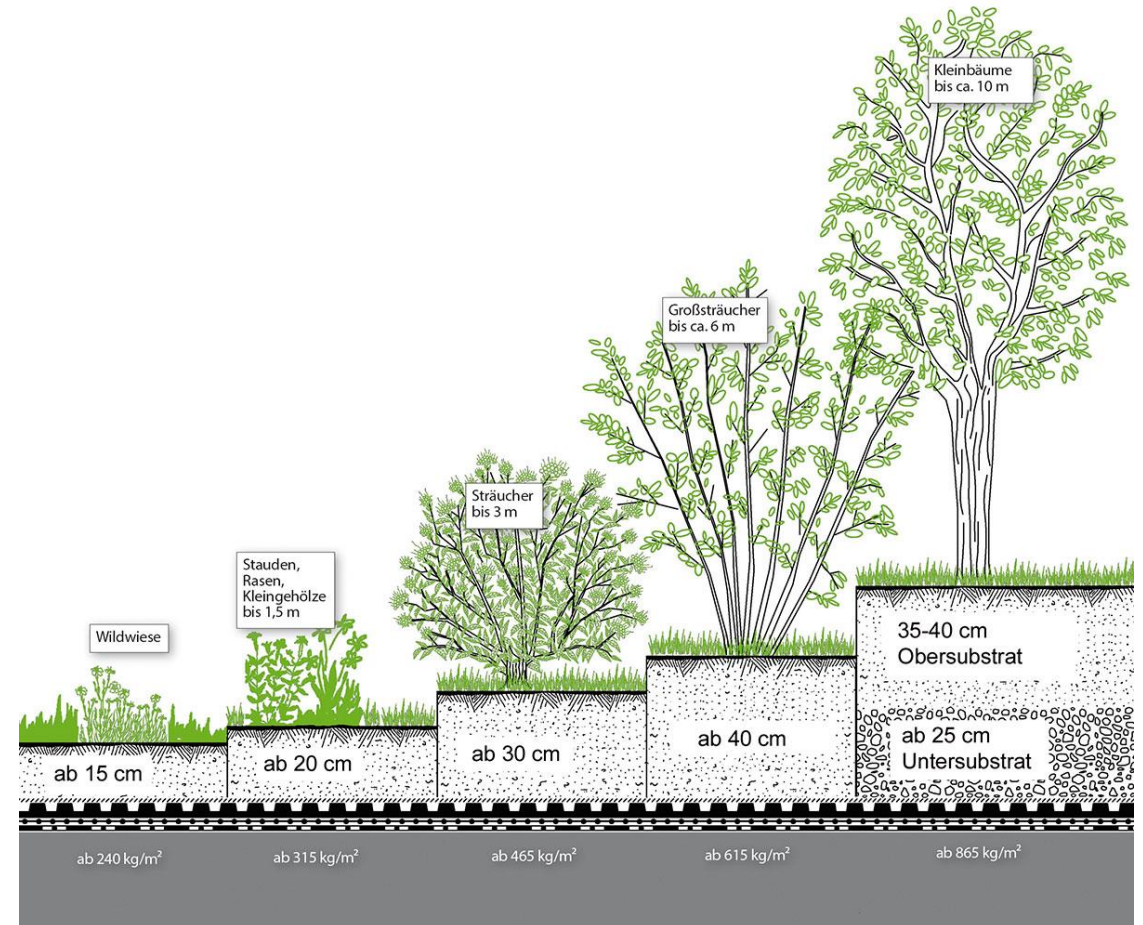 Kleinbäume
bis ca. 10 m
Großsträucher
bis ca. 6 m
Sträucher
bis 3 m
Stauden,
Rasen,
Kleingehölze
bis 1,5 m
Wildwiese
35-40 cm
Obersubstrat
ab 15 cm
ab 20 cm
ab 30 cm
ab 40 cm
ab 25 cm
Untersubstrat
ab 240 kg/m²
ab 315 kg/m²
ab 465 kg/m²
ab 615 kg/m²
ab 865 kg/m²